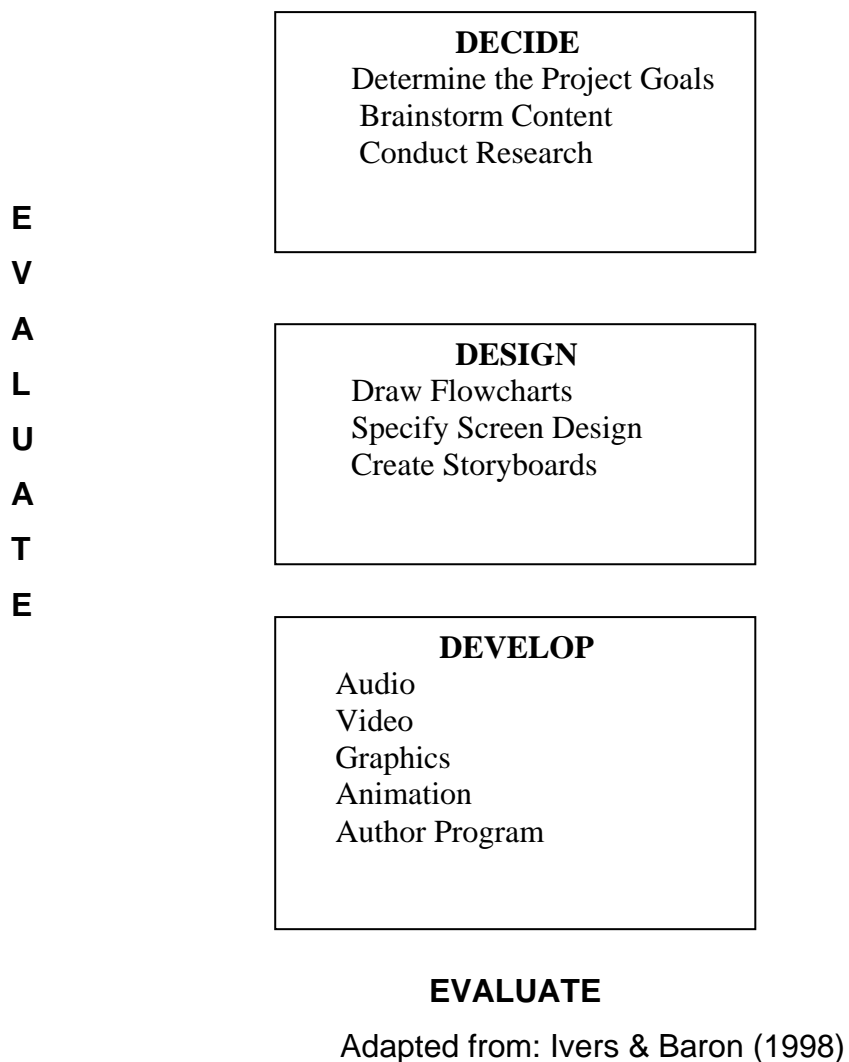 DECIDE
Determine the Project Goals
Brainstorm Content
Conduct Research
E
V
A
L
U
A
T
E
DESIGN
Draw Flowcharts
Specify Screen Design
Create Storyboards
DEVELOP
Audio
Video
Graphics
Animation
Author Program
EVALUATE
Adapted from: Ivers & Baron (1998)